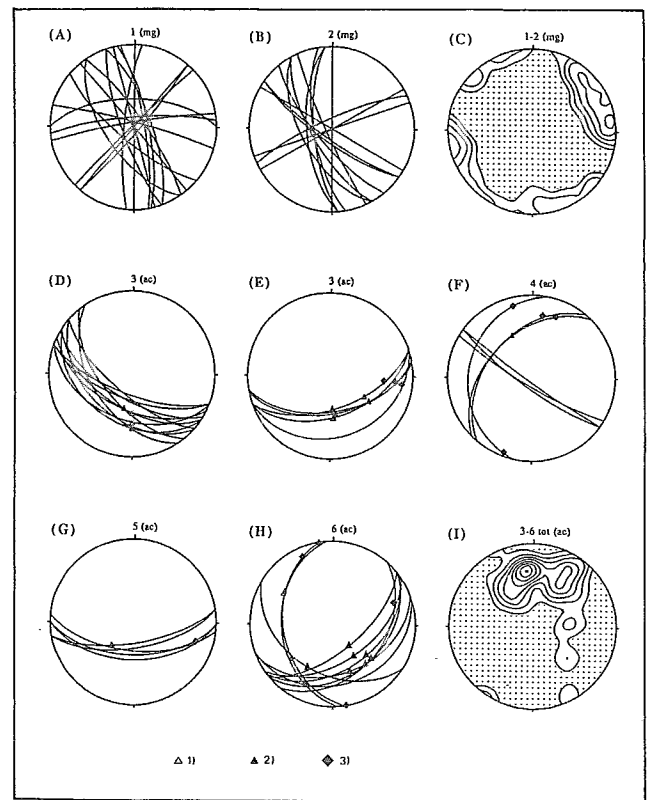 (A) 1 (mg) (B) 2 (mg) (C) 1-2 (mg)
(D) 3 (ac) (E) 3 (ac) (F) 4 (ac)
(G) 5 (ac) (H) 6 (ac) (I) 3-6 tot (ac)
△ 1) ▲ 2) ◆ 3)